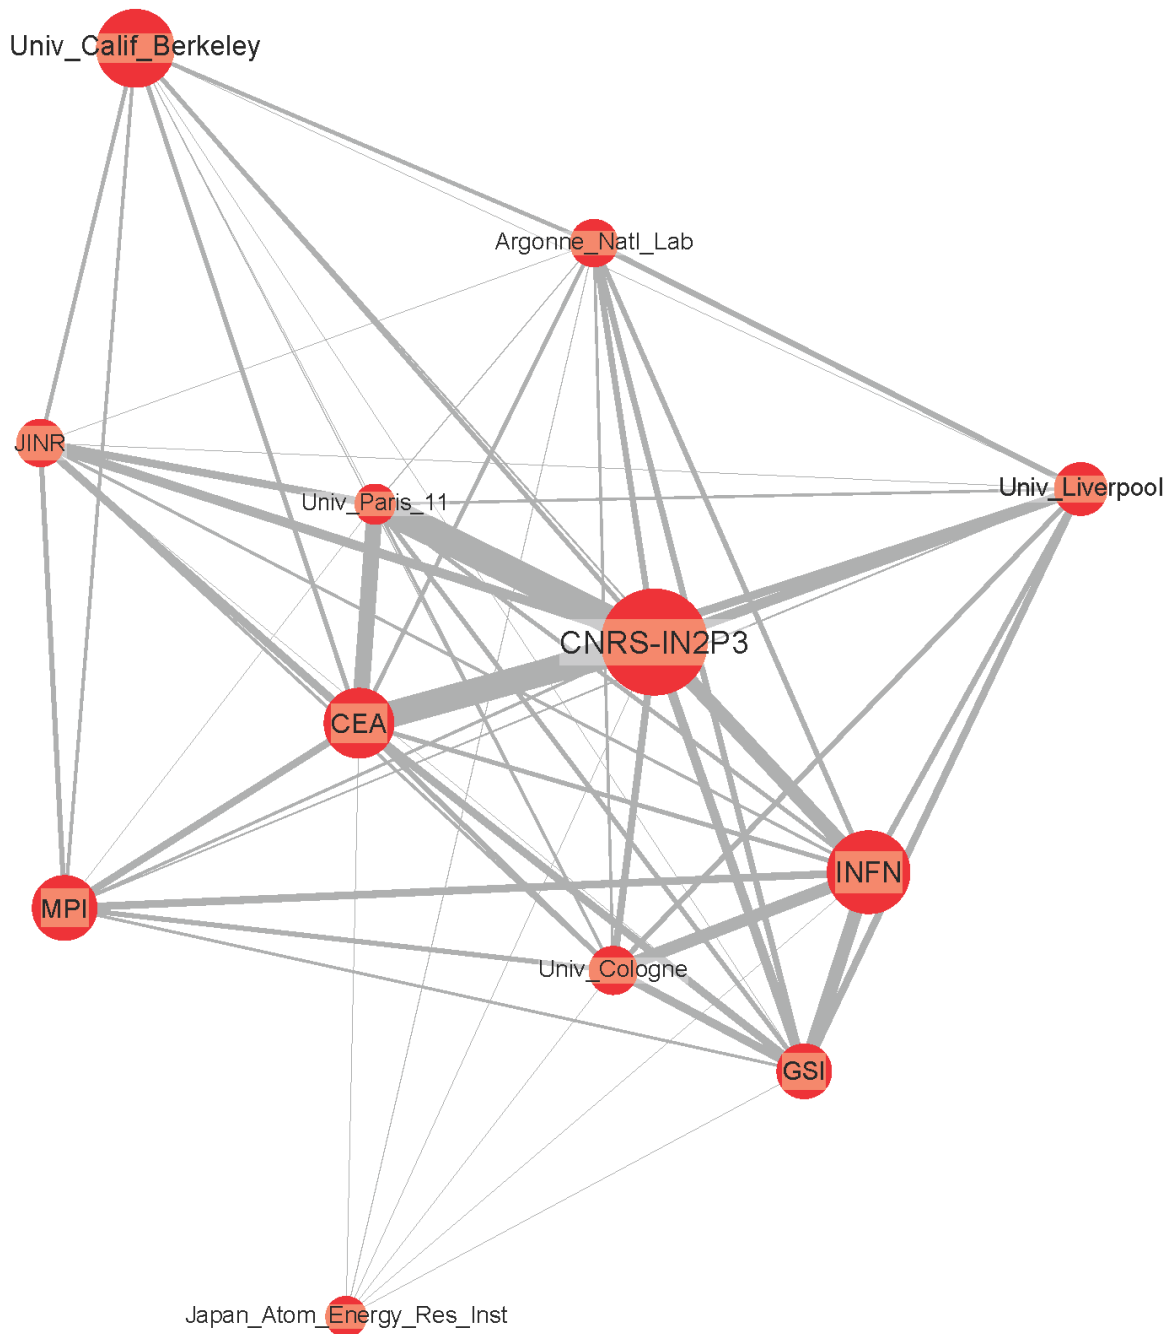 Univ_Calif_Berkeley
Argonne_Natl_Lab
JINR
Univ_Liverpool
Univ_Paris_11
CNRS-IN2P3
CEA
INFN
MPI
Univ_Cologne
GSI
Japan_Atom_Energy_Res_Inst